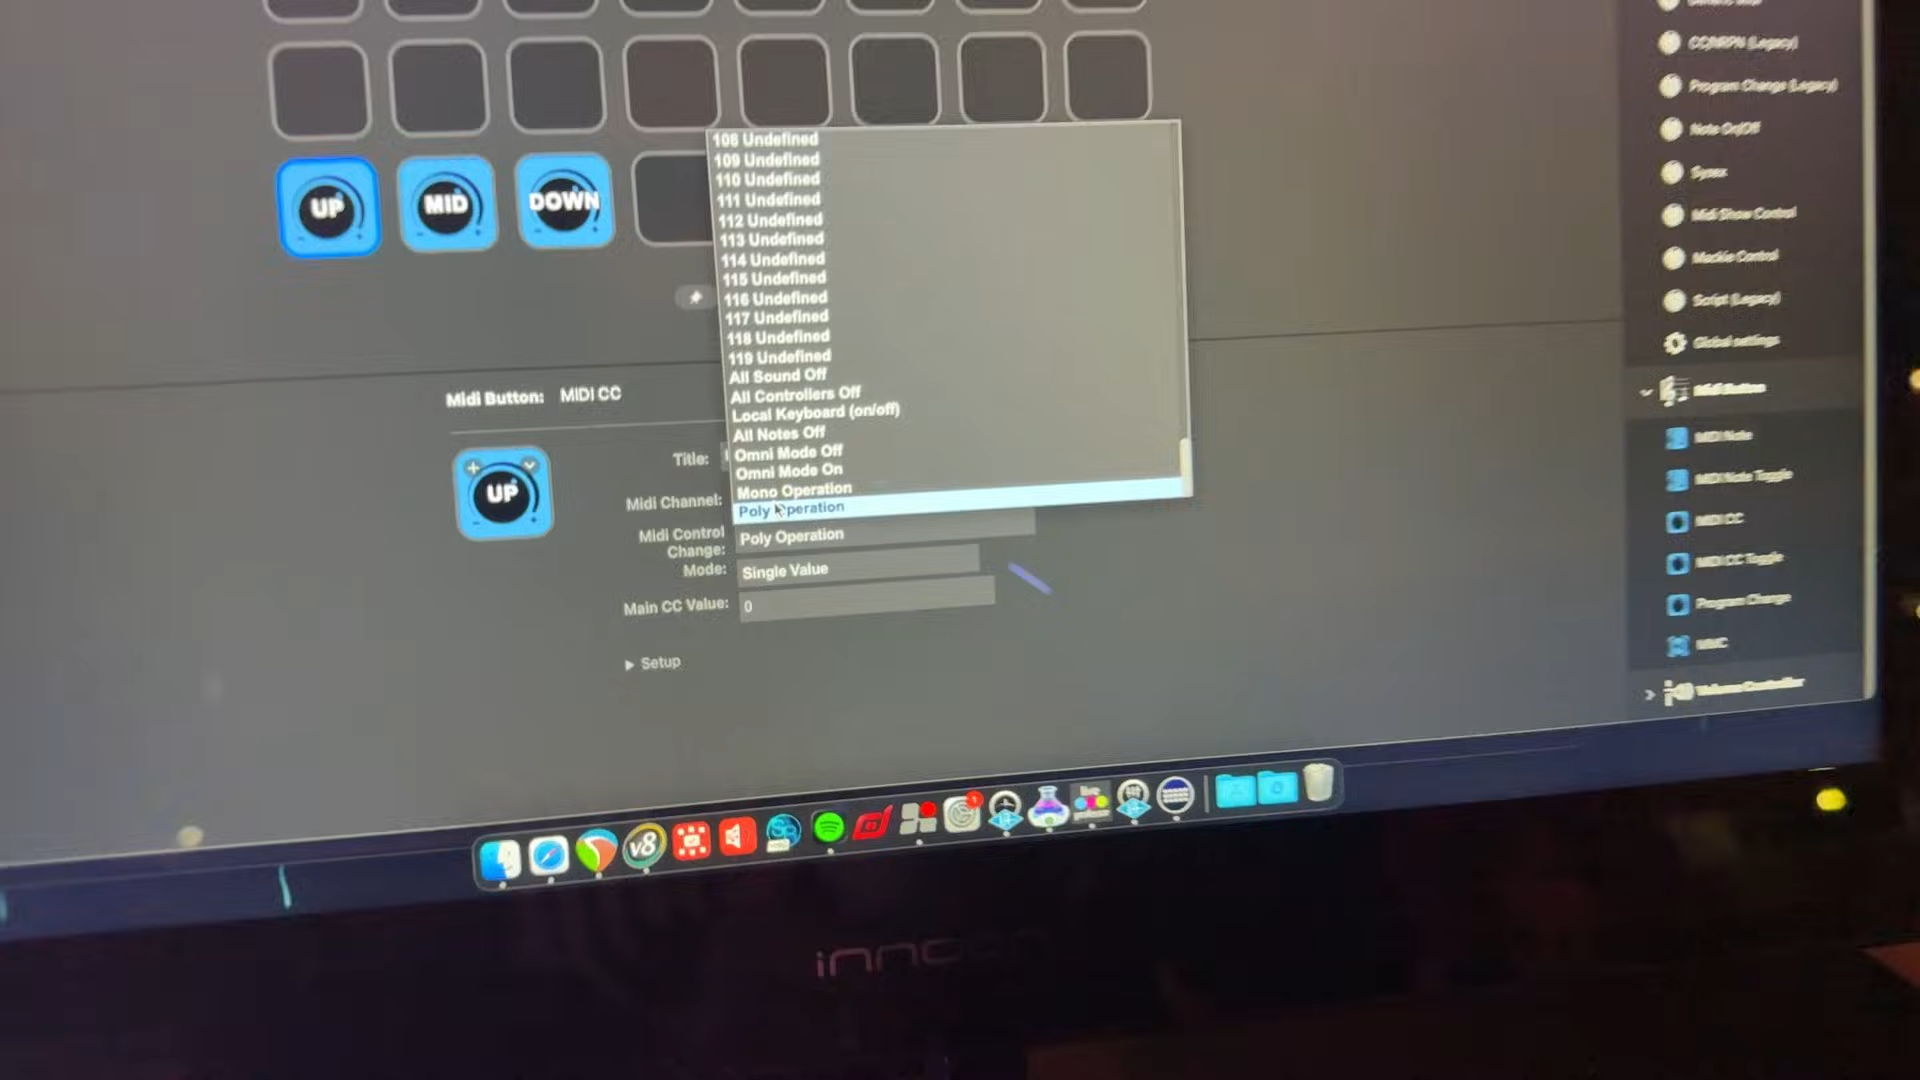 CC/NRPN (Legacy)
Program Change (Legacy)
Note On/Off
Sysex
Midi Show Control
Mackie Control
Script (Legacy)
Global settings
Midi Button
MIDI Note
MIDI Note Toggle
MIDI CC
MIDI CC Toggle
Program Change
MMC
Volume Controller
UP
MID
DOWN
108 Undefined
109 Undefined
110 Undefined
111 Undefined
112 Undefined
113 Undefined
114 Undefined
115 Undefined
116 Undefined
117 Undefined
118 Undefined
119 Undefined
All Sound Off
All Controllers Off
Local Keyboard (on/off)
All Notes Off
Omni Mode Off
Omni Mode On
Mono Operation
Poly Operation
Midi Button: MIDI CC
UP
Title:
Midi Channel:
Midi Control Change: Poly Operation
Mode: Single Value
Main CC Value: 0
Setup
v8
live